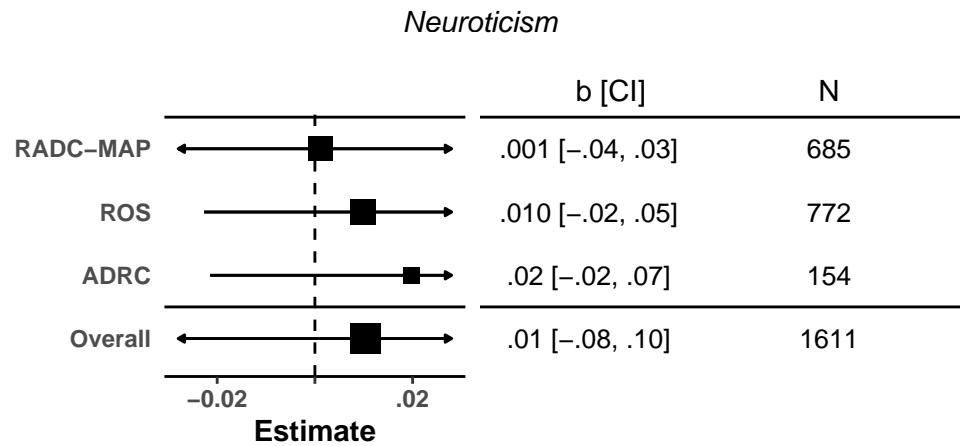 Neuroticism
b [CI] N
RADC−MAP .001 [−.04, .03] 685
ROS .010 [−.02, .05] 772
ADRC .02 [−.02, .07] 154
Overall .01 [−.08, .10] 1611
−0.02 .02
Estimate